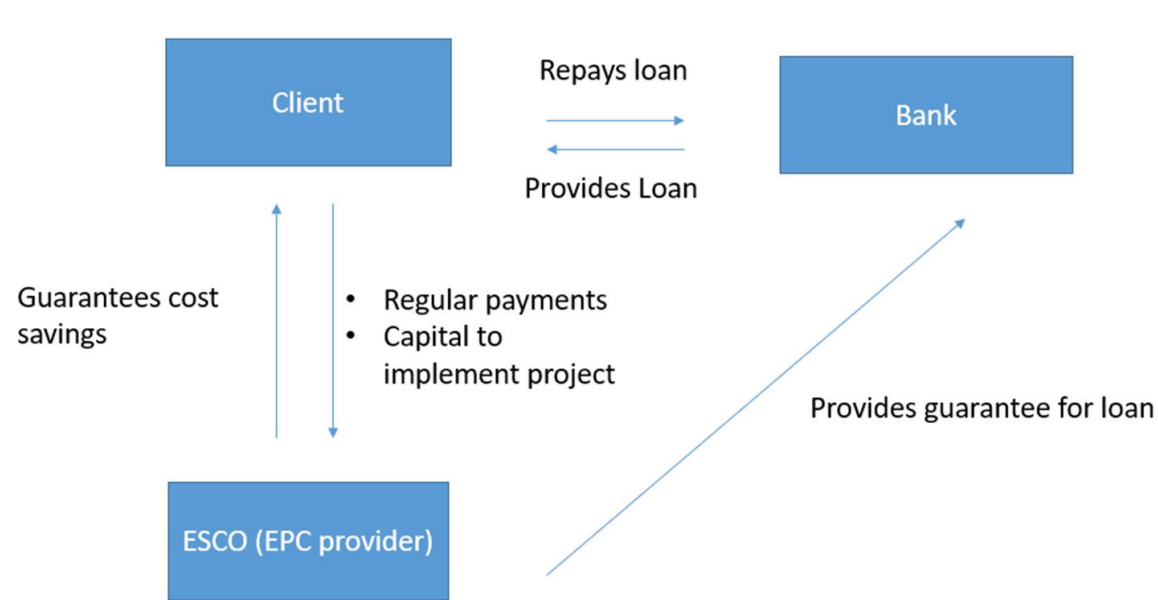 Client
Repays loan
Bank
Provides Loan
Guarantees cost
savings
• Regular payments
• Capital to
implement project
Provides guarantee for loan
ESCO (EPC provider)